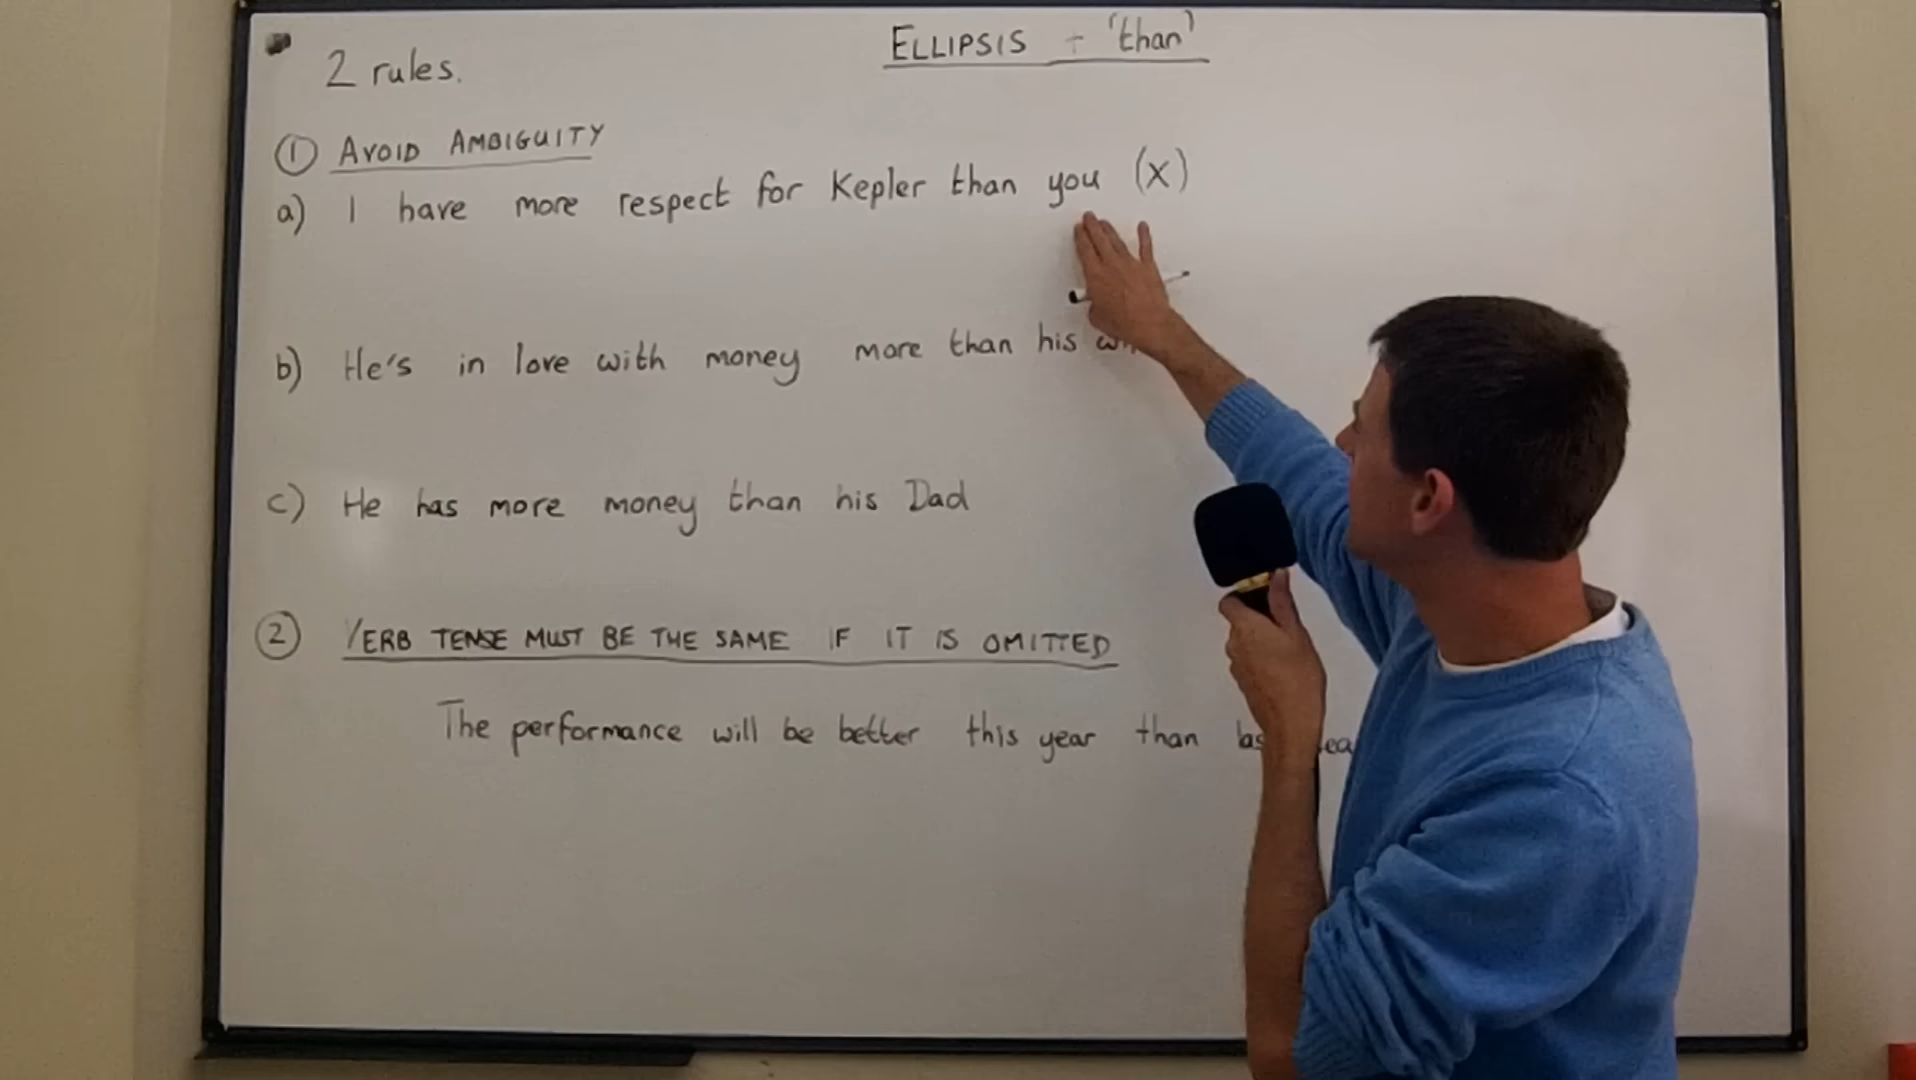 ELLIPSIS - 'than'
2 rules.
① AVOID AMBIGUITY
a) I have more respect for Kepler than you (x)
b) He's in love with money more than his
c) He has more money than his Dad
② VERB TENSE MUST BE THE SAME IF IT IS OMITTED
The performance will be better this year than